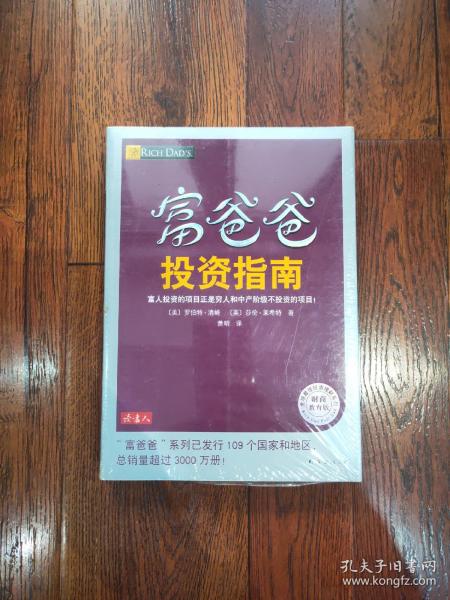 RICH DAD'S
富爸爸
投资指南
富人投资的项目正是穷人和中产阶级不投资的项目!
〔美〕罗伯特·清崎 〔美〕莎伦·莱希特 著
萧明 译
财商
教育版
读书人
“富爸爸”系列已发行109个国家和地区,
总销量超过3000万册!
孔夫子旧书网
www.kongfz.com